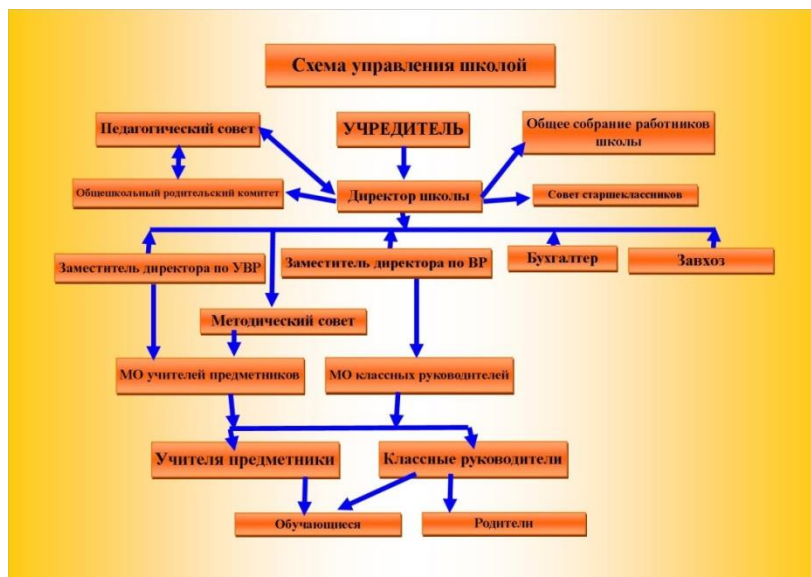 Схема управления школой
Педагогический совет
УЧРЕДИТЕЛЬ
Общее собрание работников
школы
Общешкольный родительский комитет
Директор школы
Совет старшеклассников
Заместитель директора по УВР
Заместитель директора по ВР
Бухгалтер
Завхоз
Методический совет
МО учителей предметников
МО классных руководителей
Учителя предметники
Классные руководители
Обучающиеся
Родители